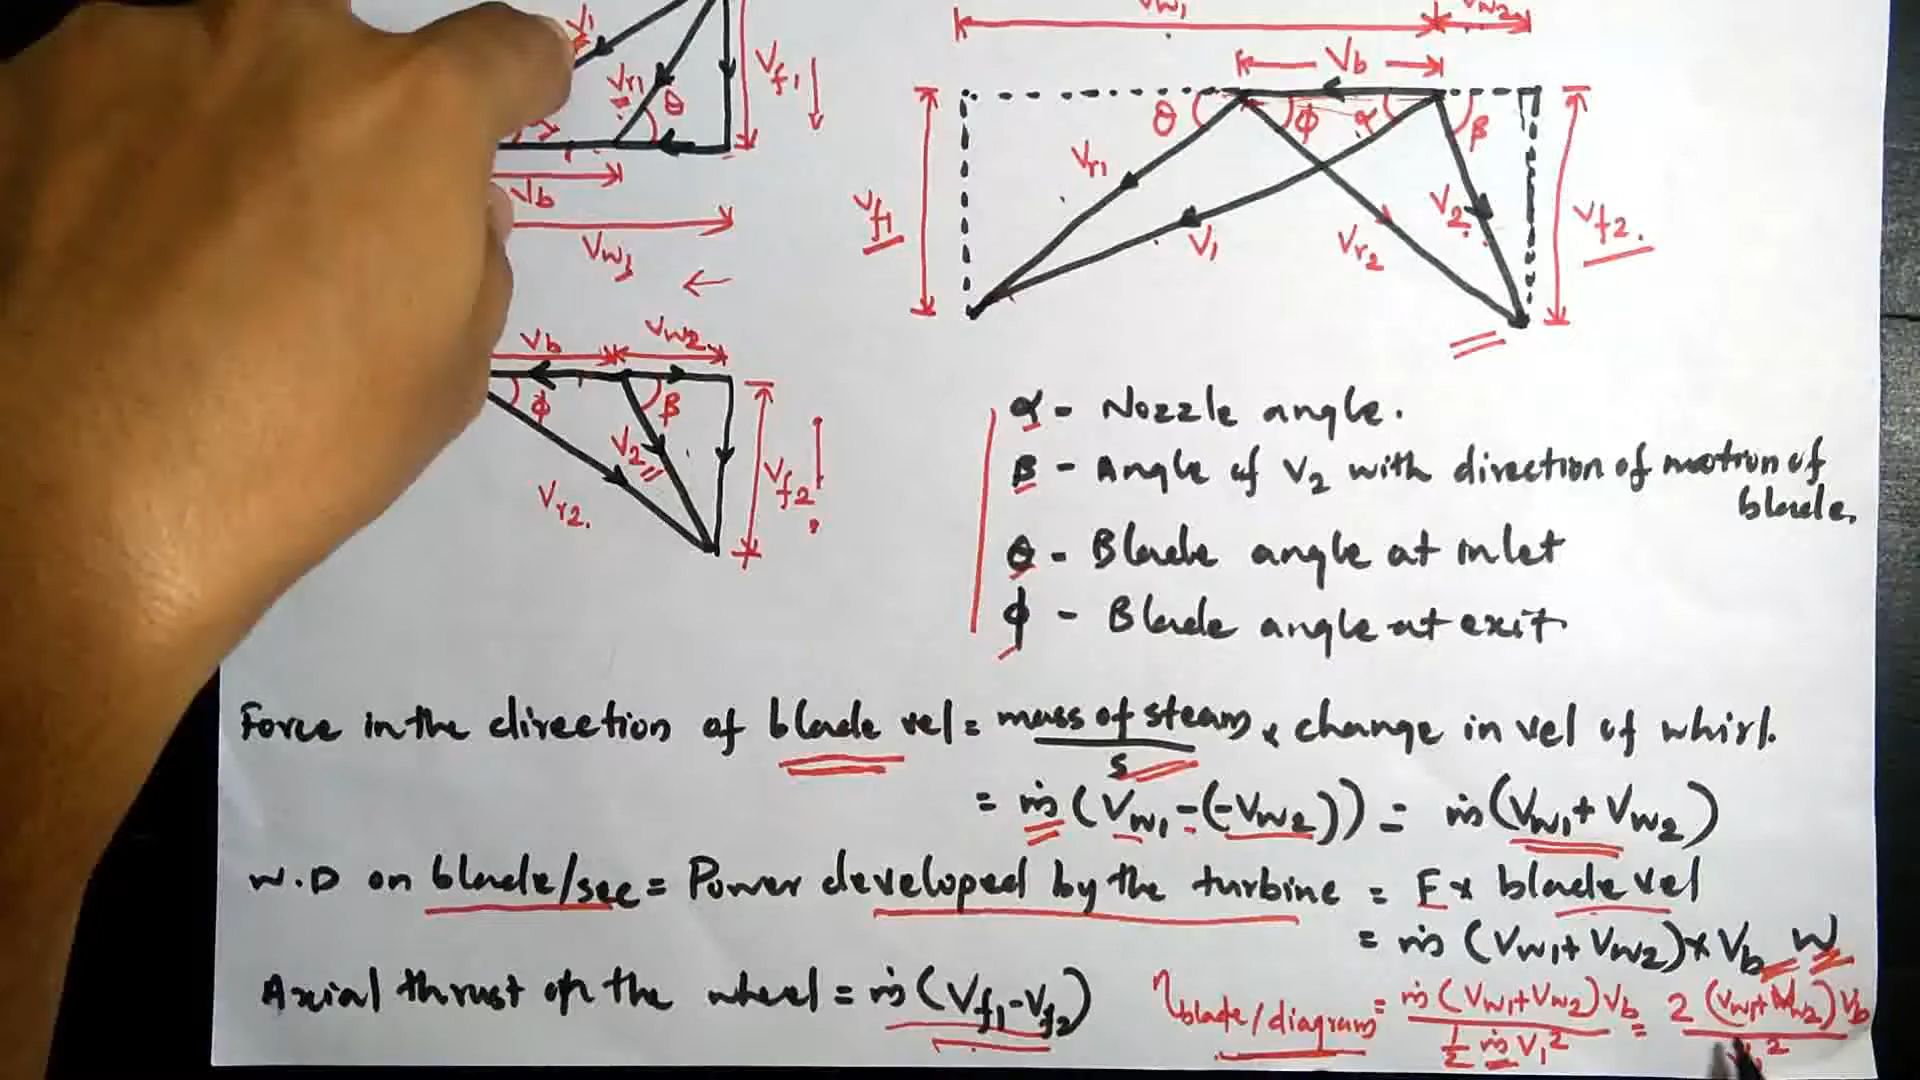 V1
Vr1
θ
Vf1
Vb
Vw1
Vb
Vw2
ϕ
β
V2
Vr2.
Vf2
Vw1
Vw2
Vb
θ
ϕ
α
β
Vr1
Vf1
V1
Vr2
V2
Vf2.
α - Nozzle angle.
β - Angle of V2 with direction of motion of
blade.
θ - Blade angle at inlet
ϕ - Blade angle at exit
Force in the direction of blade vel = mass of steam/s × change in vel of whirl.
= ṁ (Vw1 - (-Vw2)) = ṁ (Vw1 + Vw2)
W.D on blade/sec = Power developed by the turbine = F × blade vel
= ṁ (Vw1 + Vw2) × Vb W
Axial thrust on the wheel = ṁ (Vf1 - Vf2)
η blade/diagram = ṁ (Vw1 + Vw2) Vb / ½ ṁ V1² = 2 (Vw1 + Vw2) Vb / V1²